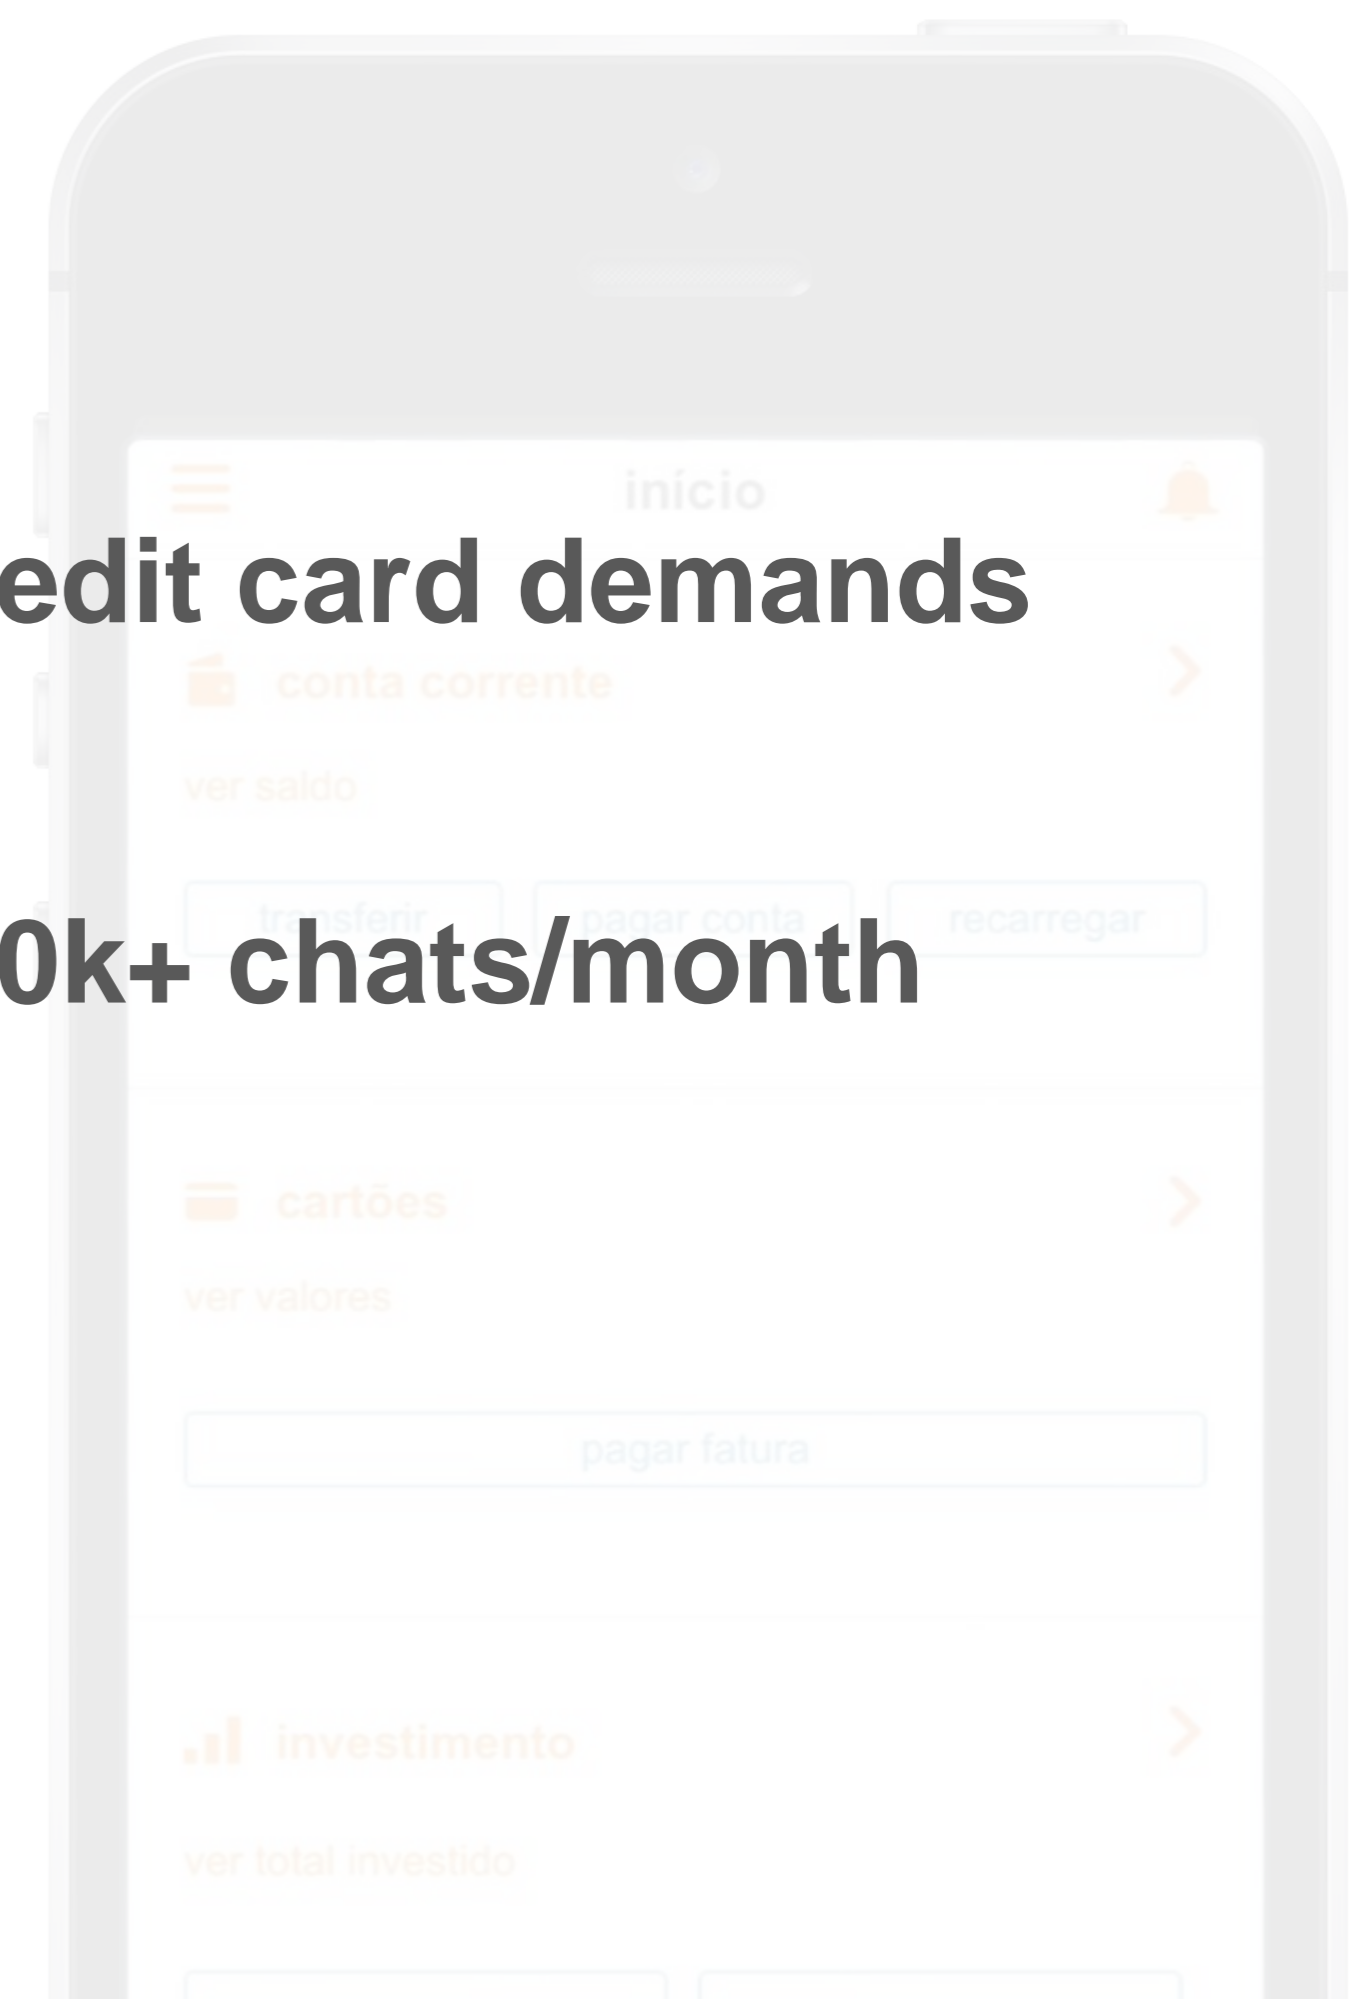 início
edit card demands
conta corrente
ver saldo
transferir pagar conta recarregar
0k+ chats/month
cartões
ver valores
pagar fatura
investimento
ver total investido